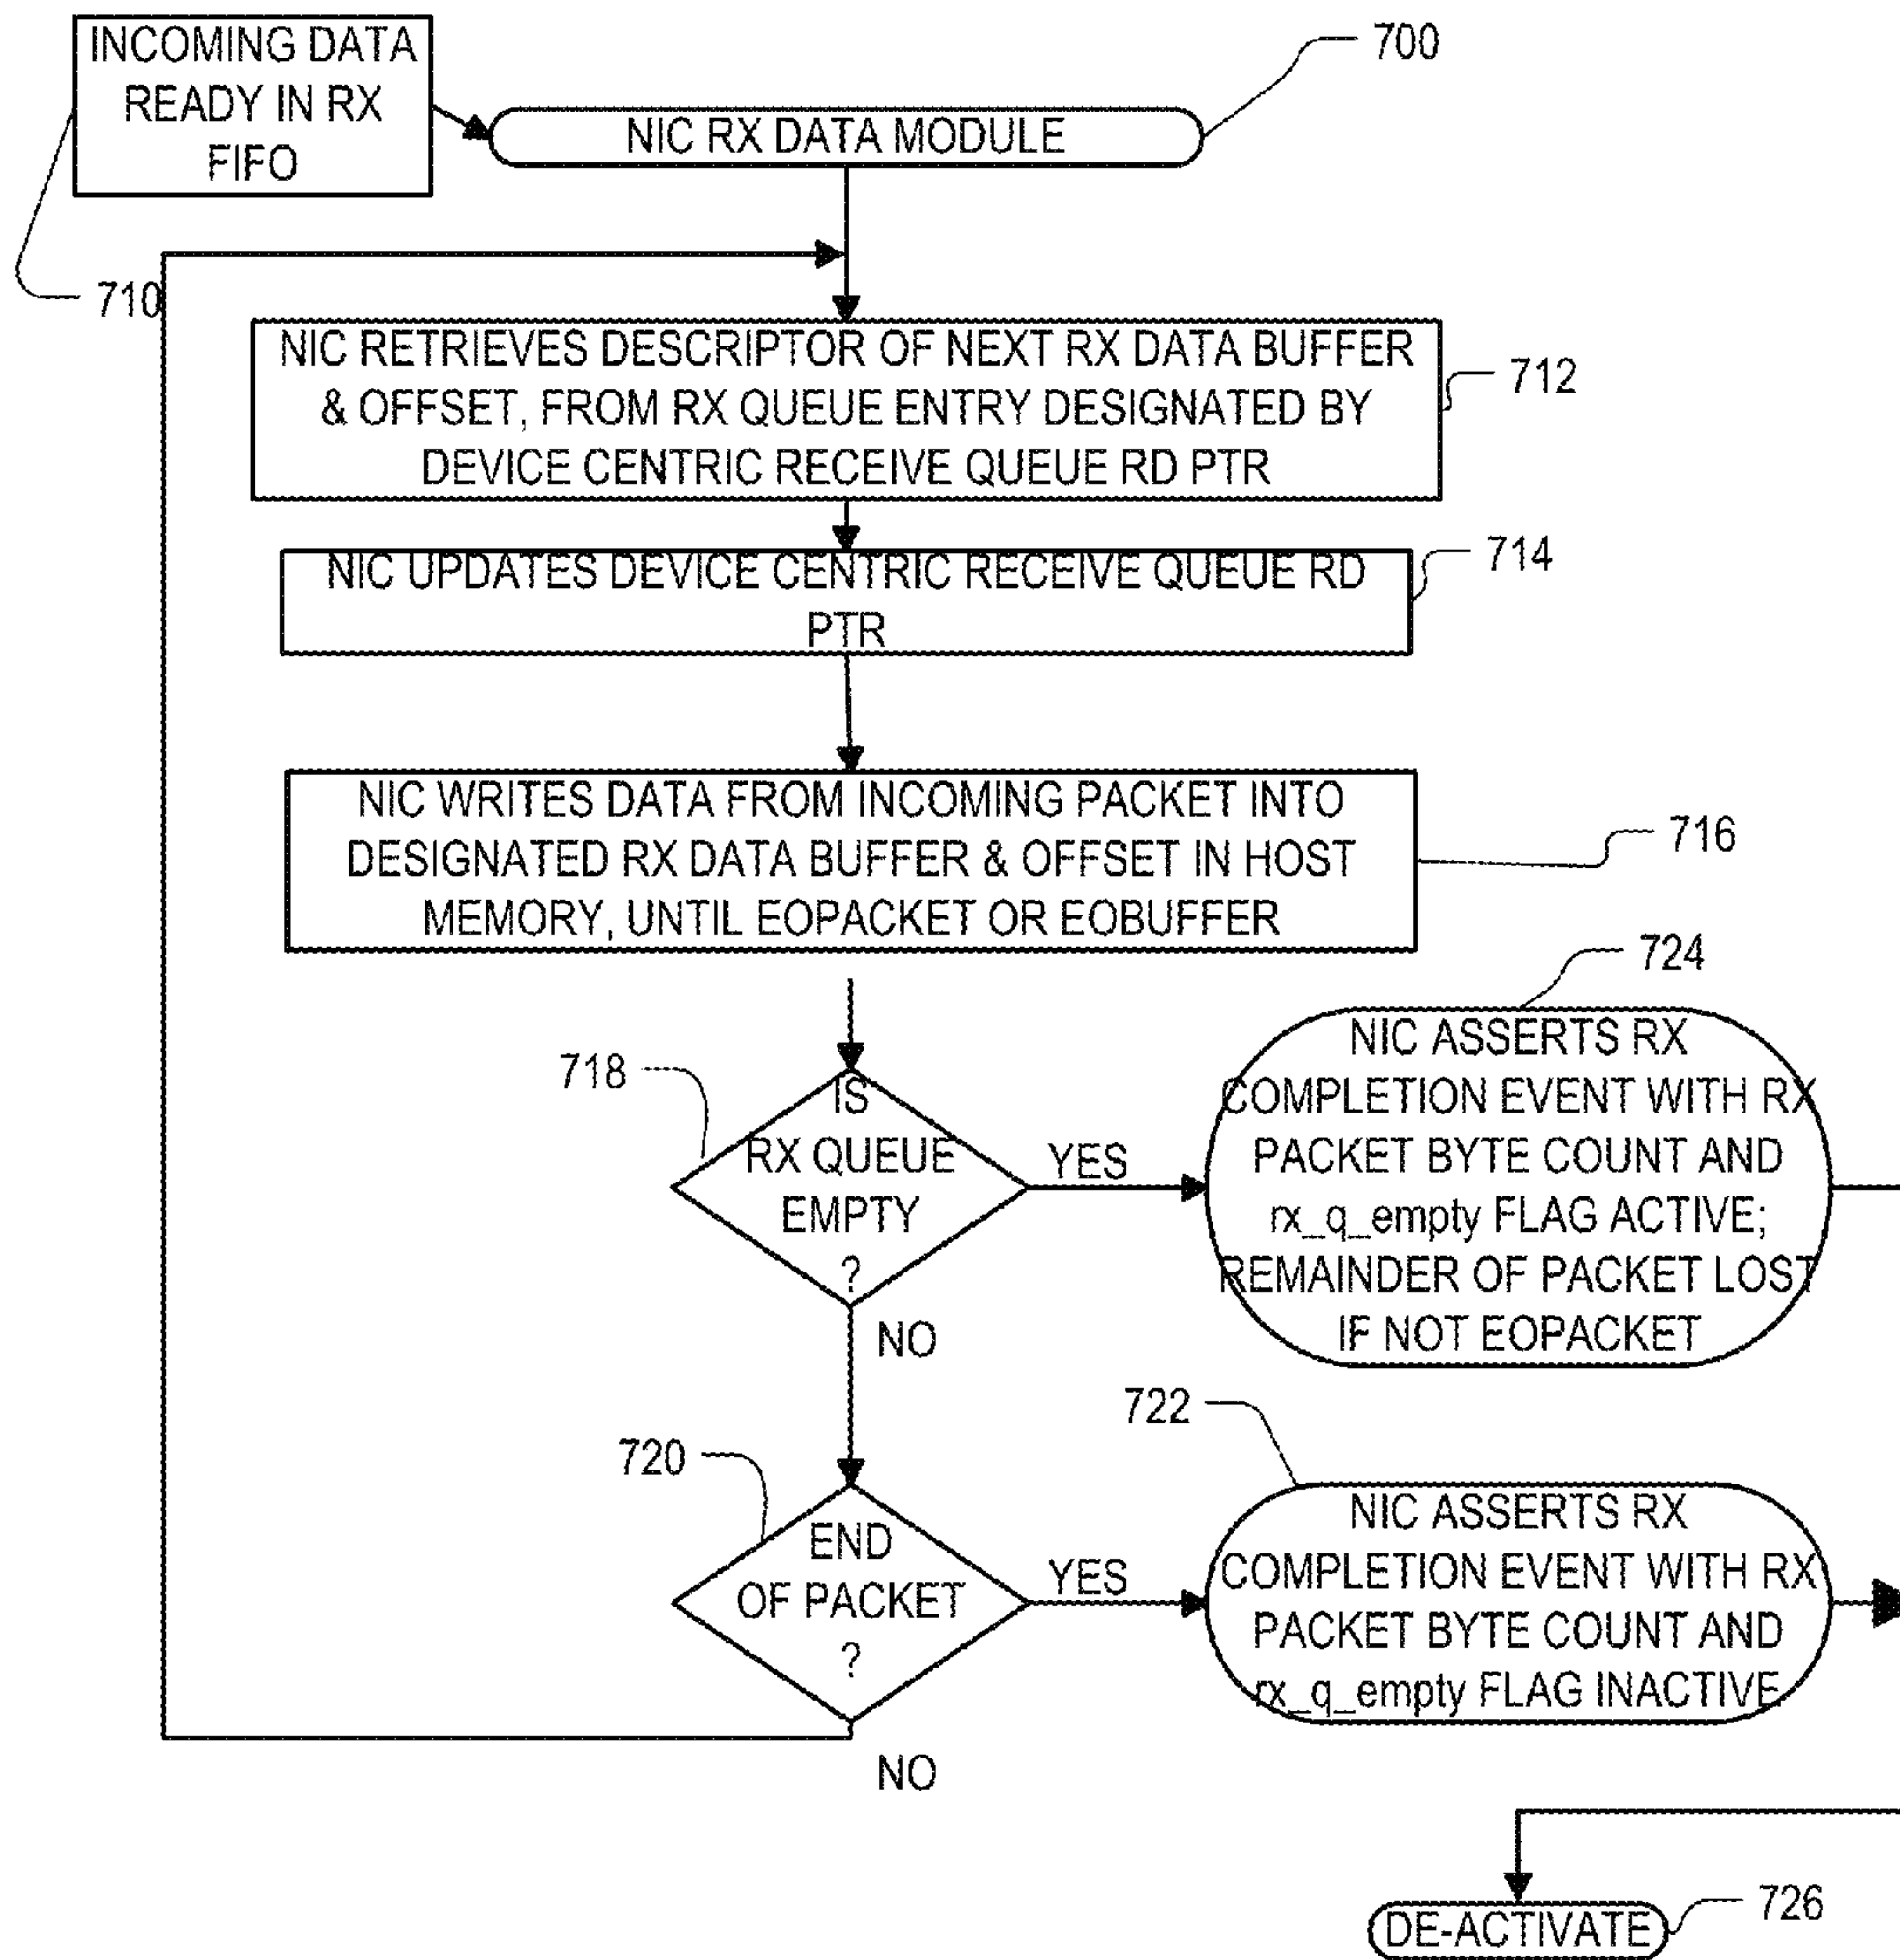 INCOMING DATA
READY IN RX
FIFO
700
NIC RX DATA MODULE
710
NIC RETRIEVES DESCRIPTOR OF NEXT RX DATA BUFFER
& OFFSET, FROM RX QUEUE ENTRY DESIGNATED BY
DEVICE CENTRIC RECEIVE QUEUE RD PTR
712
NIC UPDATES DEVICE CENTRIC RECEIVE QUEUE RD
PTR
714
NIC WRITES DATA FROM INCOMING PACKET INTO
DESIGNATED RX DATA BUFFER & OFFSET IN HOST
MEMORY, UNTIL EOPACKET OR EOBUFFER
716
718
IS
RX QUEUE
EMPTY
?
YES
NO
724
NIC ASSERTS RX
COMPLETION EVENT WITH RX
PACKET BYTE COUNT AND
rx_q_empty FLAG ACTIVE;
REMAINDER OF PACKET LOST
IF NOT EOPACKET
720
END
OF PACKET
?
YES
NO
722
NIC ASSERTS RX
COMPLETION EVENT WITH RX
PACKET BYTE COUNT AND
rx_q_empty FLAG INACTIVE
DE-ACTIVATE
726